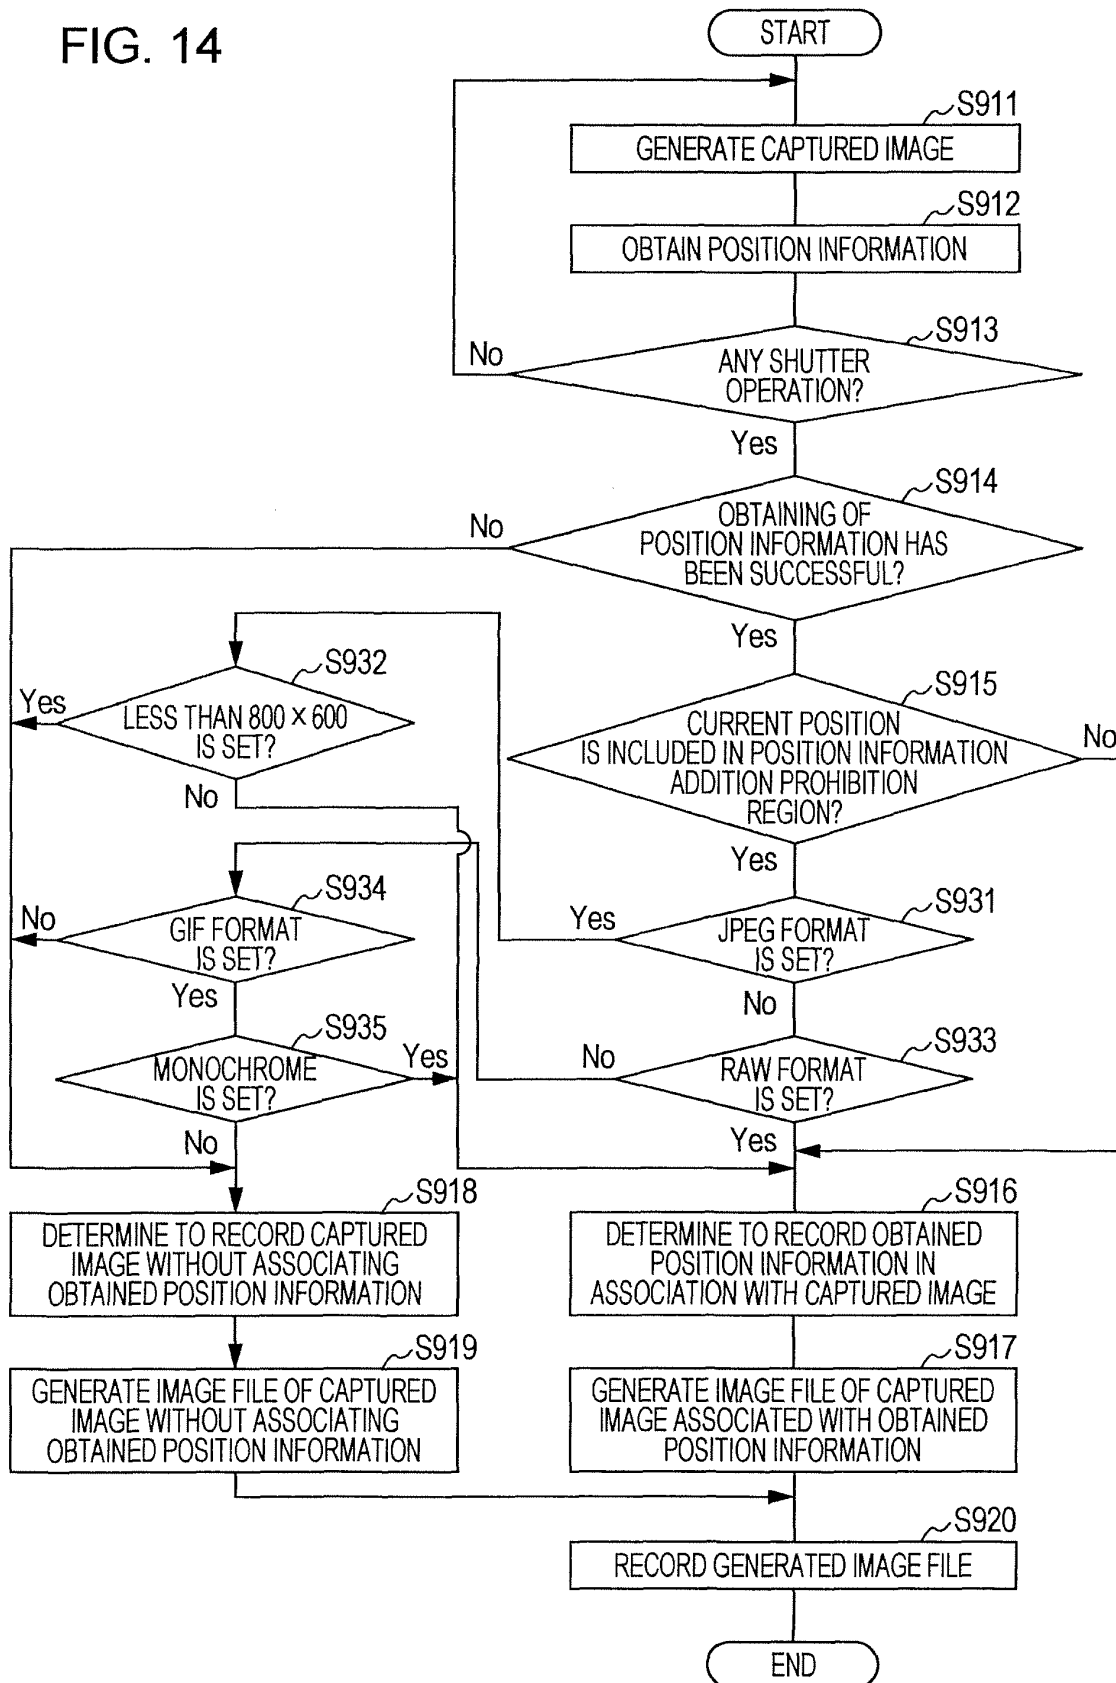 FIG. 14
START
S911
GENERATE CAPTURED IMAGE
S912
OBTAIN POSITION INFORMATION
S913
No
ANY SHUTTER
OPERATION?
Yes
S914
No
OBTAINING OF
POSITION INFORMATION HAS
BEEN SUCCESSFUL?
Yes
S932
Yes
LESS THAN 800 × 600
IS SET?
No
S915
CURRENT POSITION
IS INCLUDED IN POSITION INFORMATION
ADDITION PROHIBITION
REGION?
No
Yes
S934
No
GIF FORMAT
IS SET?
Yes
S931
Yes
JPEG FORMAT
IS SET?
No
S935
MONOCHROME
IS SET?
Yes
No
S933
No
RAW FORMAT
IS SET?
Yes
S918
DETERMINE TO RECORD CAPTURED
IMAGE WITHOUT ASSOCIATING
OBTAINED POSITION INFORMATION
S916
DETERMINE TO RECORD OBTAINED
POSITION INFORMATION IN
ASSOCIATION WITH CAPTURED IMAGE
S919
GENERATE IMAGE FILE OF CAPTURED
IMAGE WITHOUT ASSOCIATING
OBTAINED POSITION INFORMATION
S917
GENERATE IMAGE FILE OF CAPTURED
IMAGE ASSOCIATED WITH OBTAINED
POSITION INFORMATION
S920
RECORD GENERATED IMAGE FILE
END